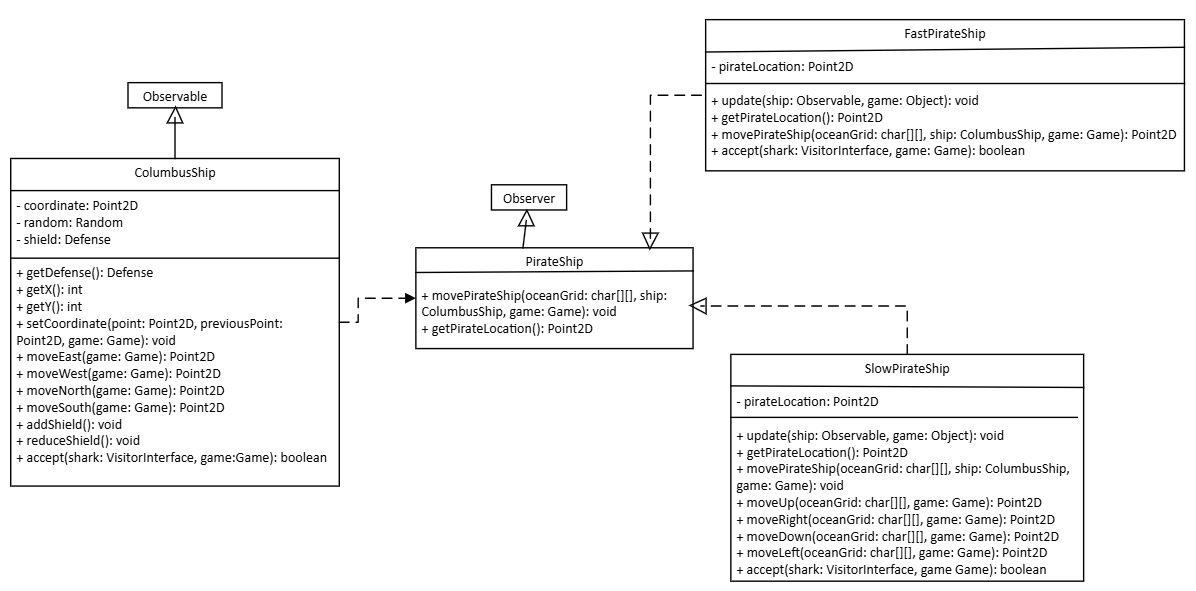 FastPirateShip
- pirateLocation: Point2D
+ update(ship: Observable, game: Object): void
+ getPirateLocation(): Point2D
+ movePirateShip(oceanGrid: char[][], ship: ColumbusShip, game: Game): Point2D
+ accept(shark: VisitorInterface, game: Game): boolean
Observable
ColumbusShip
- coordinate: Point2D
- random: Random
- shield: Defense
+ getDefense(): Defense
+ getX(): int
+ getY(): int
+ setCoordinate(point: Point2D, previousPoint:
Point2D, game: Game): void
+ moveEast(game: Game): Point2D
+ moveWest(game: Game): Point2D
+ moveNorth(game: Game): Point2D
+ moveSouth(game: Game): Point2D
+ addShield(): void
+ reduceShield(): void
+ accept(shark: VisitorInterface, game:Game): boolean
Observer
PirateShip
+ movePirateShip(oceanGrid: char[][], ship:
ColumbusShip, game: Game): void
+ getPirateLocation(): Point2D
SlowPirateShip
- pirateLocation: Point2D
+ update(ship: Observable, game: Object): void
+ getPirateLocation(): Point2D
+ movePirateShip(oceanGrid: char[][], ship: ColumbusShip,
game: Game): void
+ moveUp(oceanGrid: char[][], game: Game): Point2D
+ moveRight(oceanGrid: char[][], game: Game): Point2D
+ moveDown(oceanGrid: char[][], game: Game): Point2D
+ moveLeft(oceanGrid: char[][], game: Game): Point2D
+ accept(shark: VisitorInterface, game Game): boolean